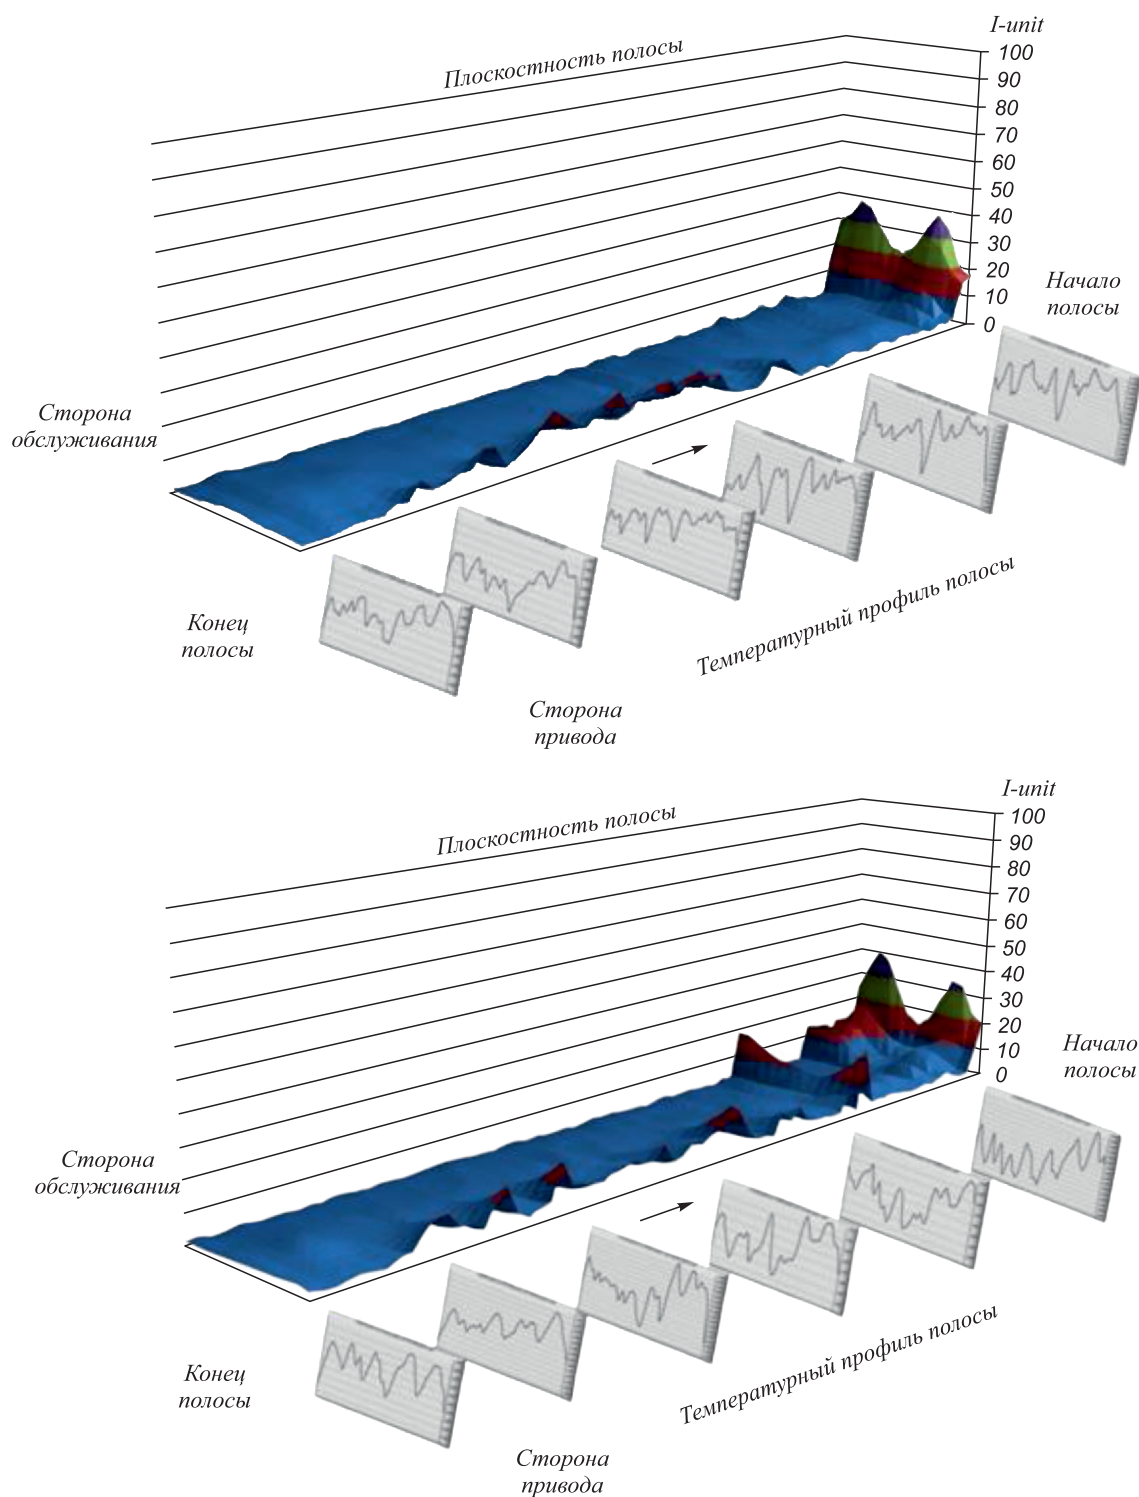 I-unit
Плоскостность полосы
100
90
80
70
60
50
40
30
20
10
0
Начало
полосы
Сторона
обслуживания
Конец
полосы
Температурный профиль полосы
Сторона
привода
I-unit
Плоскостность полосы
100
90
80
70
60
50
40
30
20
10
0
Начало
полосы
Сторона
обслуживания
Конец
полосы
Температурный профиль полосы
Сторона
привода